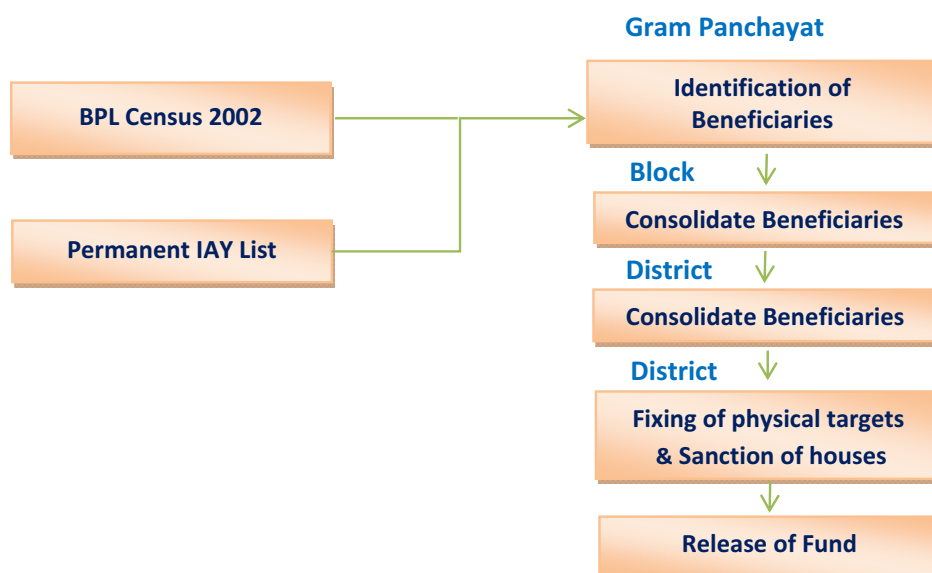 Gram Panchayat
BPL Census 2002
Identification of
Beneficiaries
Block
Permanent IAY List
Consolidate Beneficiaries
District
Consolidate Beneficiaries
District
Fixing of physical targets
& Sanction of houses
Release of Fund